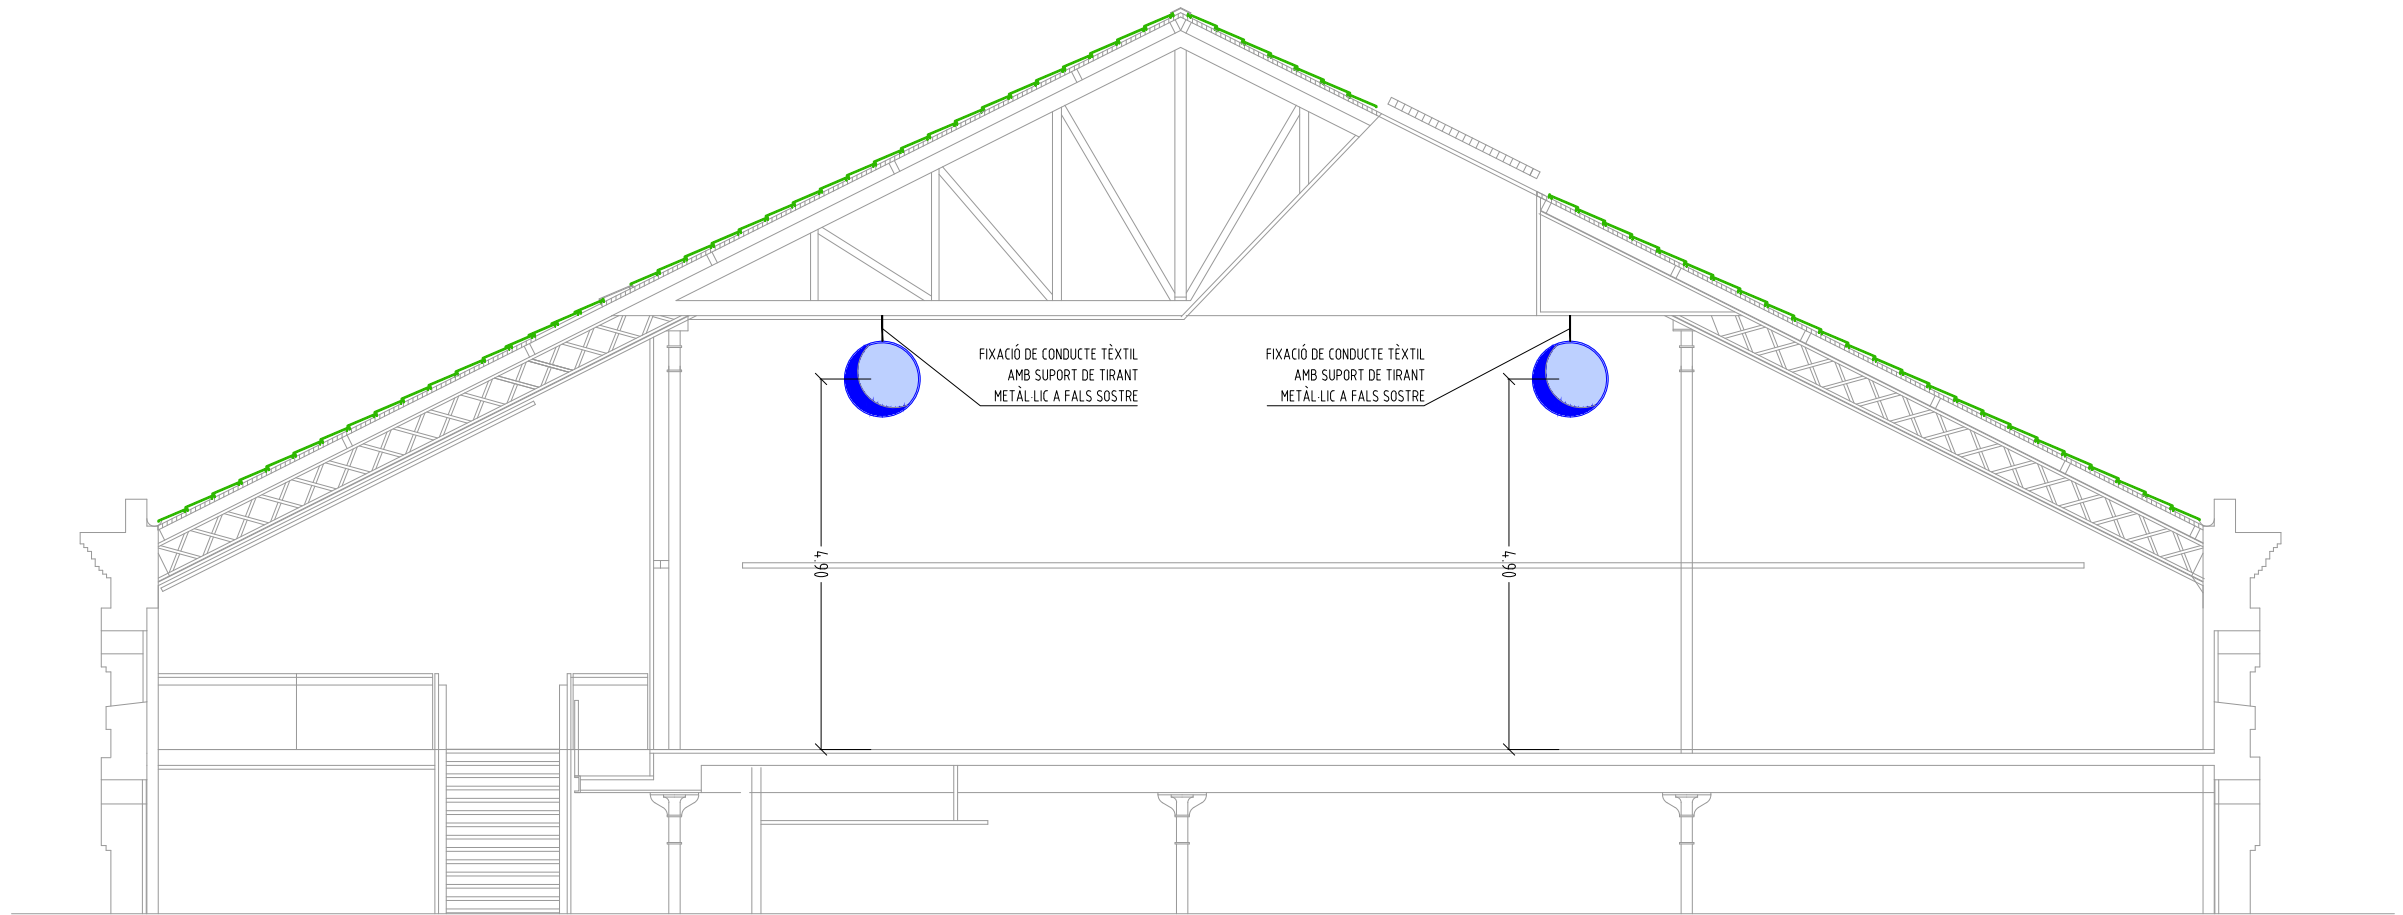 FIXACIÓ DE CONDUCTE TÈXTIL
AMB SUPORT DE TIRANT
METÀL·LIC A FALS SOSTRE
FIXACIÓ DE CONDUCTE TÈXTIL
AMB SUPORT DE TIRANT
METÀL·LIC A FALS SOSTRE
4.90
4.90